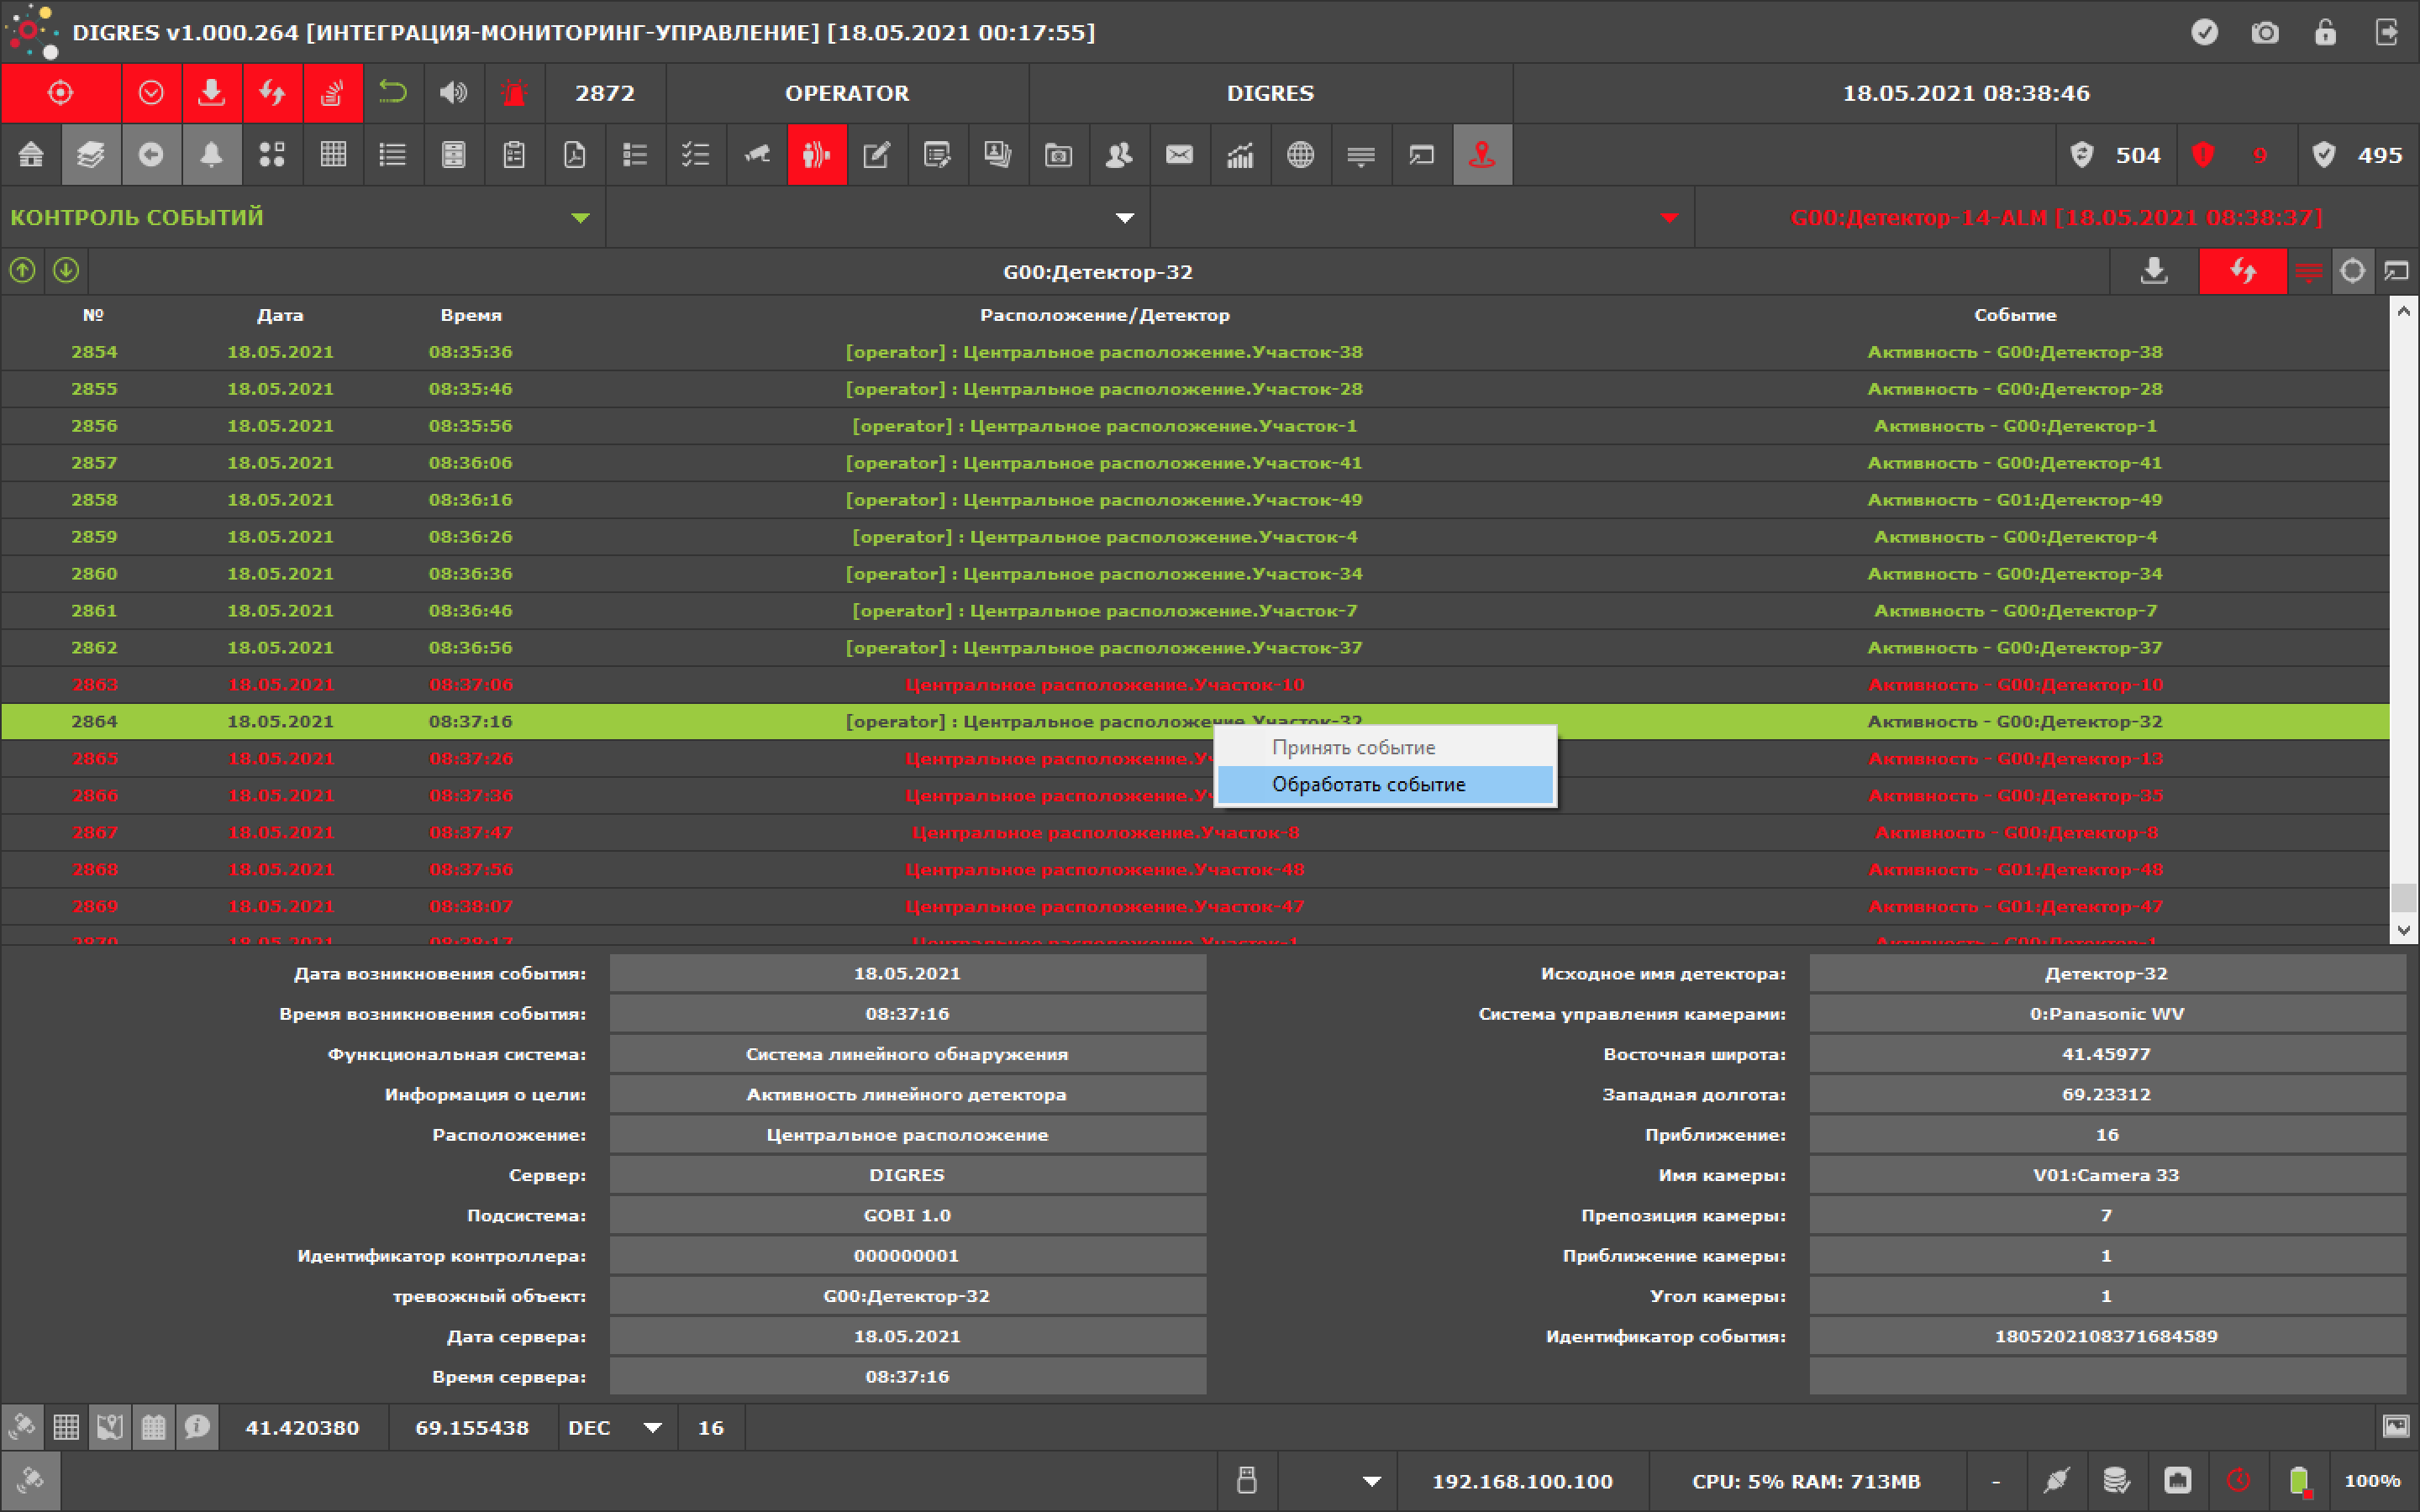 DIGRES v1.000.264 [ИНТЕГРАЦИЯ-МОНИТОРИНГ-УПРАВЛЕНИЕ] [18.05.2021 00:17:55]
2872 OPERATOR DIGRES 18.05.2021 08:38:46
504 9 495
КОНТРОЛЬ СОБЫТИЙ G00:Детектор-14-ALM [18.05.2021 08:38:37]
G00:Детектор-32
№ Дата Время Расположение/Детектор Событие
2854 18.05.2021 08:35:36 [operator] : Центральное расположение.Участок-38 Активность - G00:Детектор-38
2855 18.05.2021 08:35:46 [operator] : Центральное расположение.Участок-28 Активность - G00:Детектор-28
2856 18.05.2021 08:35:56 [operator] : Центральное расположение.Участок-1 Активность - G00:Детектор-1
2857 18.05.2021 08:36:06 [operator] : Центральное расположение.Участок-41 Активность - G00:Детектор-41
2858 18.05.2021 08:36:16 [operator] : Центральное расположение.Участок-49 Активность - G01:Детектор-49
2859 18.05.2021 08:36:26 [operator] : Центральное расположение.Участок-4 Активность - G00:Детектор-4
2860 18.05.2021 08:36:36 [operator] : Центральное расположение.Участок-34 Активность - G00:Детектор-34
2861 18.05.2021 08:36:46 [operator] : Центральное расположение.Участок-7 Активность - G00:Детектор-7
2862 18.05.2021 08:36:56 [operator] : Центральное расположение.Участок-37 Активность - G00:Детектор-37
2863 18.05.2021 08:37:06 Центральное расположение.Участок-10 Активность - G00:Детектор-10
2864 18.05.2021 08:37:16 [operator] : Центральное расположение.Участок-32 Активность - G00:Детектор-32
Принять событие
2865 18.05.2021 08:37:26 Центральное расположение.Уч Активность - G00:Детектор-13
Обработать событие
2866 18.05.2021 08:37:36 Центральное расположение.Уч Активность - G00:Детектор-35
2867 18.05.2021 08:37:47 Центральное расположение.Участок-8 Активность - G00:Детектор-8
2868 18.05.2021 08:37:56 Центральное расположение.Участок-48 Активность - G01:Детектор-48
2869 18.05.2021 08:38:07 Центральное расположение.Участок-47 Активность - G01:Детектор-47
2870 18.05.2021 08:38:17 Центральное расположение.Участок-1 Активность - G00:Детектор-1
Дата возникновения события: 18.05.2021 Исходное имя детектора: Детектор-32
Время возникновения события: 08:37:16 Система управления камерами: 0:Panasonic WV
Функциональная система: Система линейного обнаружения Восточная широта: 41.45977
Информация о цели: Активность линейного детектора Западная долгота: 69.23312
Расположение: Центральное расположение Приближение: 16
Сервер: DIGRES Имя камеры: V01:Camera 33
Подсистема: GOBI 1.0 Препозиция камеры: 7
Идентификатор контроллера: 000000001 Приближение камеры: 1
тревожный объект: G00:Детектор-32 Угол камеры: 1
Дата сервера: 18.05.2021 Идентификатор события: 1805202108371684589
Время сервера: 08:37:16
41.420380 69.155438 DEC 16
192.168.100.100 CPU: 5% RAM: 713MB - 100%